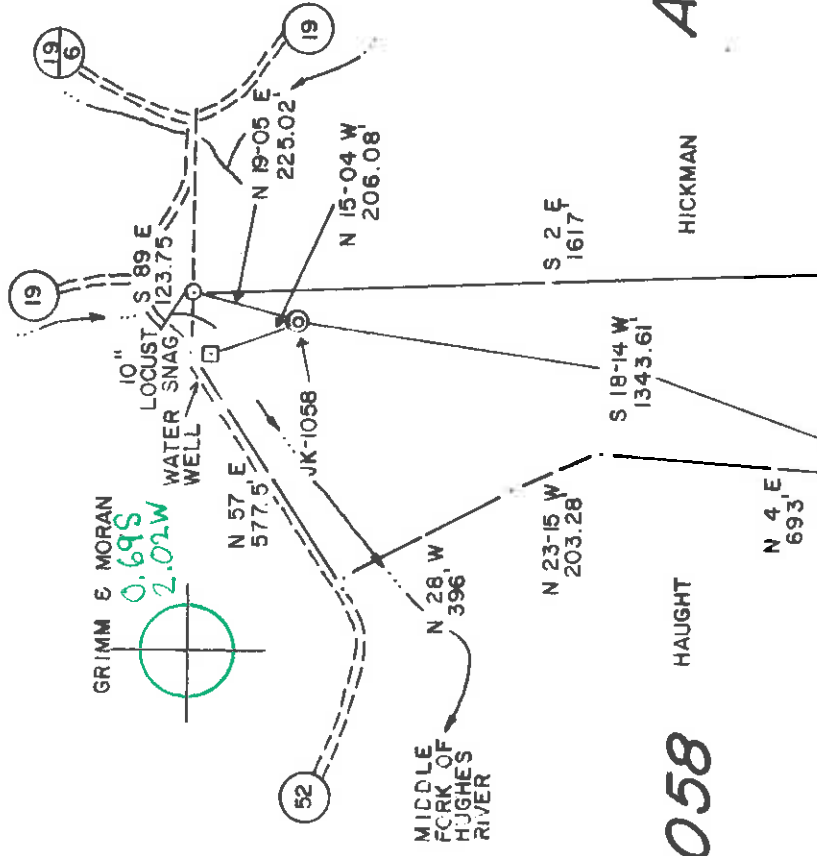 19
6
19
19
A
S 89 E
123.75'
N 19-05 E
225.02'
N 15-04 W
206.08'
10"
LOCUST
SNAG
WATER
WELL
JK-1058
GRIMM & MORAN
0.69S
2.02W
N 57 E
577.5'
S 2 E
1617'
HICKMAN
S 18-14 W
1343.61'
52
N 28 W
396'
N 23-15 W
203.28'
N 4 E
693'
HAUGHT
MIDDLE
FORK OF
HUGHES
RIVER
058